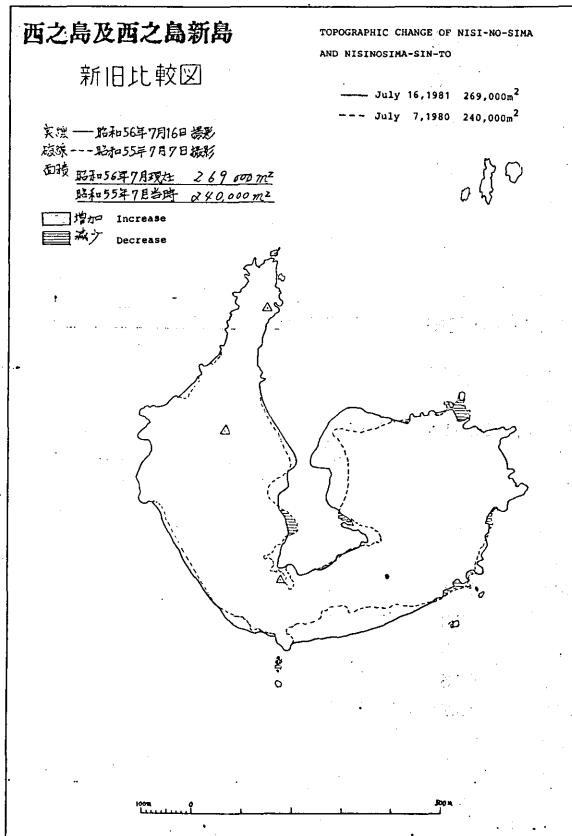 西之島及西之島新島
新旧比較図
TOPOGRAPHIC CHANGE OF NISI-NO-SIMA
AND NISINOSIMA-SIN-TO
July 16,1981 269,000m²
July 7,1980 240,000m²
実線──昭和56年7月16日撮影
破線---昭和55年7月7日撮影
面積 昭和56年7月現在 269000m²
昭和55年7月当時 240,000m²
増加 Increase
減少 Decrease
100m 0 500m